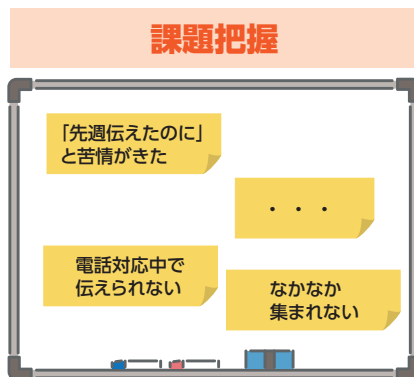 課題把握
「先週伝えたのに」
と苦情がきた
・・・
電話対応中で
伝えられない
なかなか
集まれない